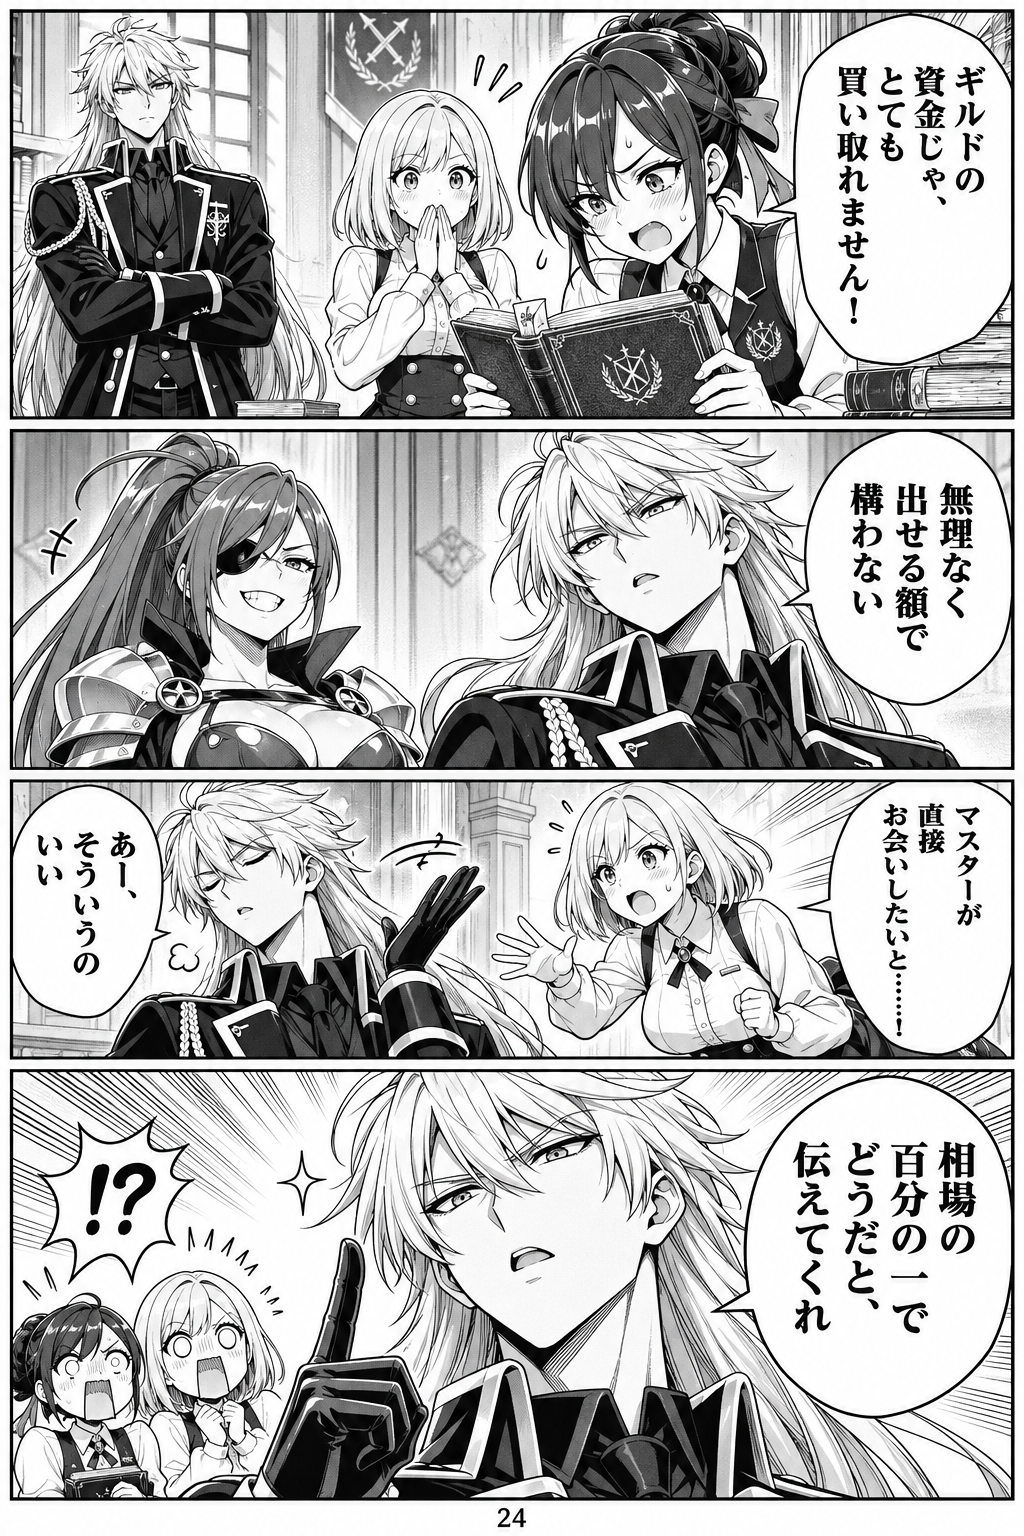 ギルドの
資金じゃ、
とても
買い取れません！
無理なく
出せる額で
構わない
マスターが
直接
お会いしたいと………！
あー、
そういうの
いい
!?
相場の
百分の一で
どうだと、
伝えてくれ
24